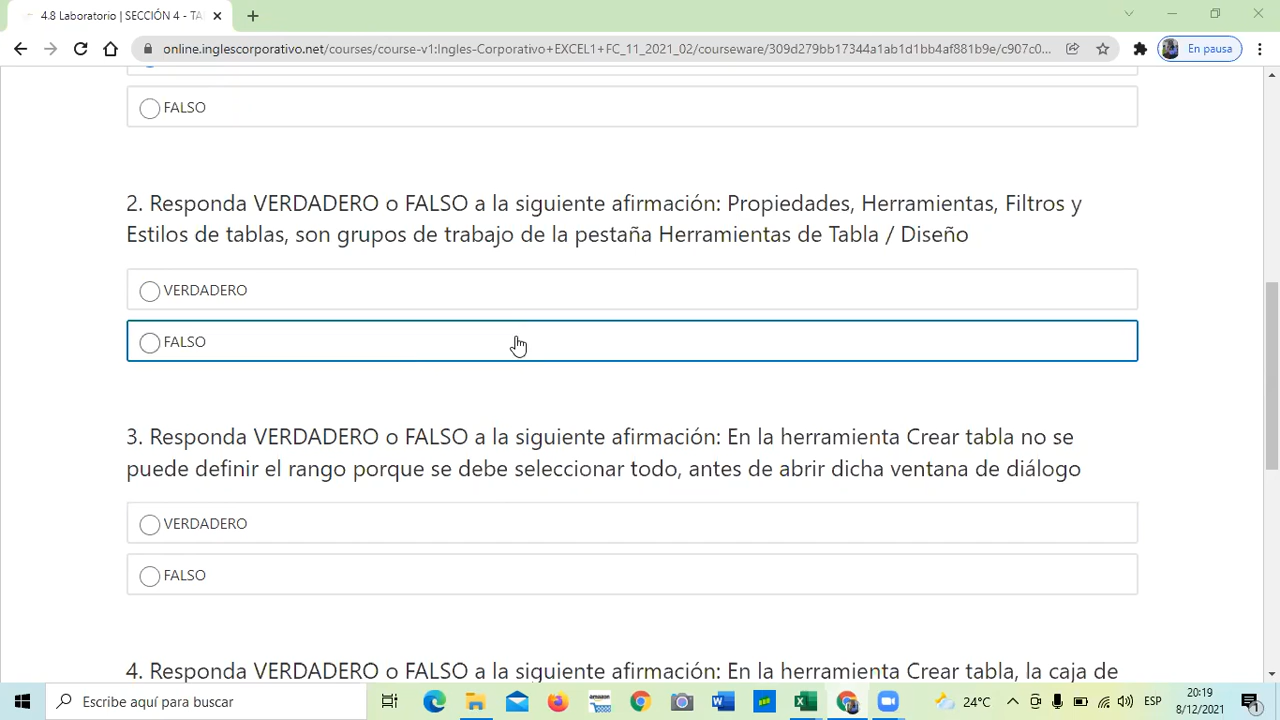 4.8 Laboratorio | SECCIÓN 4 - TA
online.inglescorporativo.net/courses/course-v1:Ingles-Corporativo+EXCEL1+FC_11_2021_02/courseware/309d279bb17344a1ab1d1bb4af881b9e/c907c0...
En pausa
FALSO
2. Responda VERDADERO o FALSO a la siguiente afirmación: Propiedades, Herramientas, Filtros y
Estilos de tablas, son grupos de trabajo de la pestaña Herramientas de Tabla / Diseño
VERDADERO
FALSO
3. Responda VERDADERO o FALSO a la siguiente afirmación: En la herramienta Crear tabla no se
puede definir el rango porque se debe seleccionar todo, antes de abrir dicha ventana de diálogo
VERDADERO
FALSO
4. Responda VERDADERO o FALSO a la siguiente afirmación: En la herramienta Crear tabla, la caja de
Escribe aquí para buscar
24°C
ESP
20:19
8/12/2021